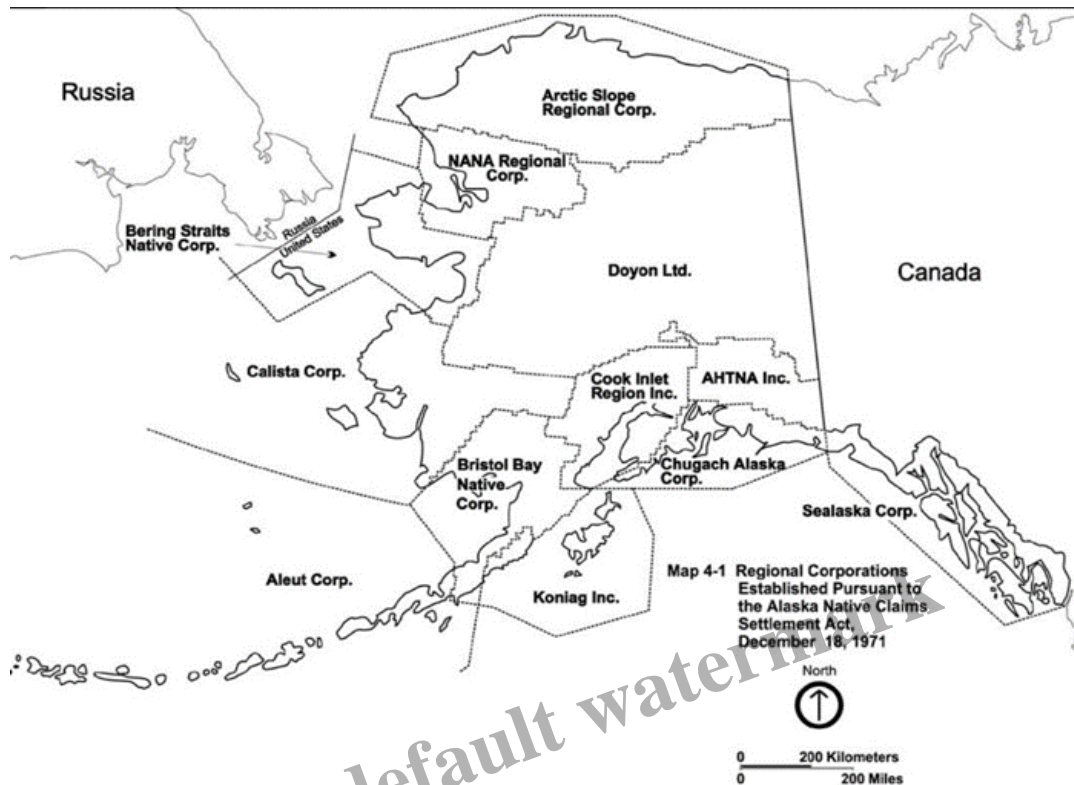 Russia
Arctic Slope
Regional Corp.
NANA Regional
Corp.
Bering Straits
Native Corp.
Russia
United States
Doyon Ltd.
Canada
Calista Corp.
Cook Inlet
Region Inc.
AHTNA Inc.
Bristol Bay
Native
Corp.
Chugach Alaska
Corp.
Sealaska Corp.
Aleut Corp.
Koniag Inc.
Map 4-1 Regional Corporations
Established Pursuant to
the Alaska Native Claims
Settlement Act,
December 18, 1971
North
0 200 Kilometers
0 200 Miles
default watermark